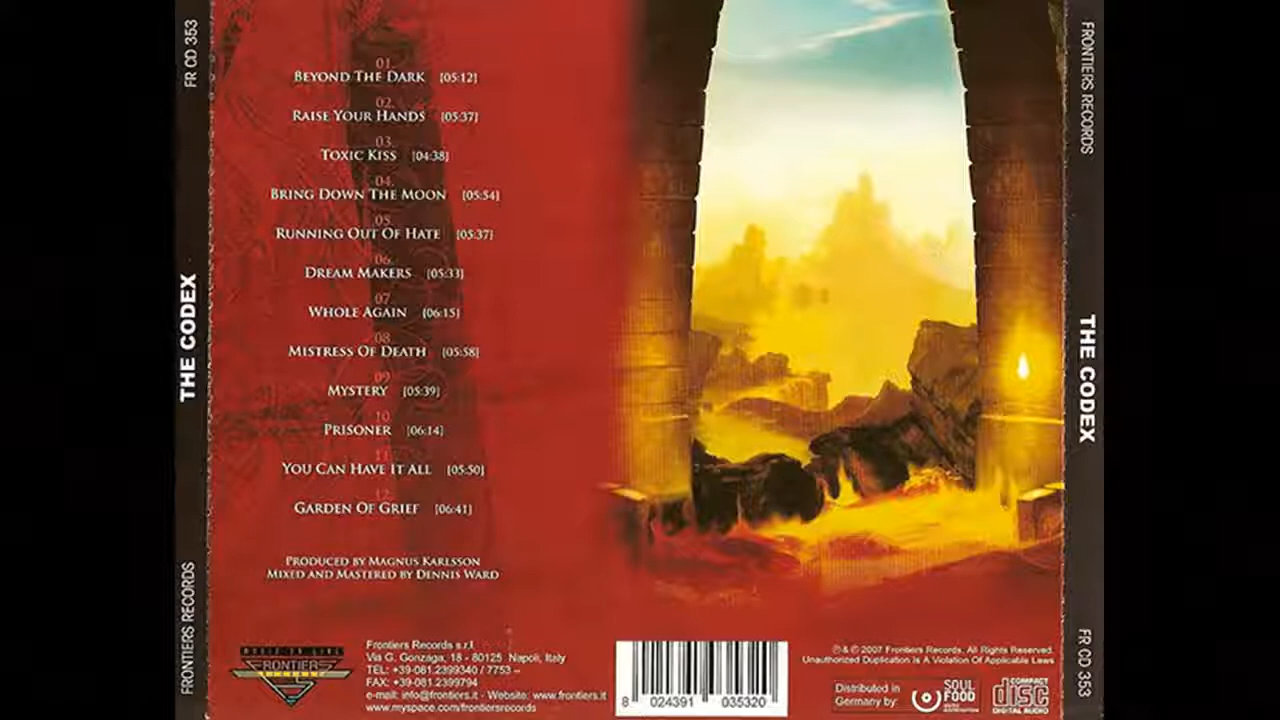 FR CD 353
THE CODEX
FRONTIERS RECORDS
01.
BEYOND THE DARK [05:12]
02.
RAISE YOUR HANDS [05:37]
03.
TOXIC KISS [04:38]
04.
BRING DOWN THE MOON [05:54]
05.
RUNNING OUT OF HATE [05:37]
06.
DREAM MAKERS [05:33]
07.
WHOLE AGAIN [06:15]
08.
MISTRESS OF DEATH [05:58]
09
MYSTERY [05:39]
10
PRISONER [06:14]
11.
YOU CAN HAVE IT ALL [05:50]
12.
GARDEN OF GRIEF [06:41]
PRODUCED BY MAGNUS KARLSSON
MIXED AND MASTERED BY DENNIS WARD
FRONTIERS
RECORDS
Frontiers Records s.r.l.
Via G. Gonzaga, 18 - 80125 Napoli, Italy
TEL: +39-081.2399340 / 7753 –
FAX: +39-081.2399794
e-mail: info@frontiers.it - Website: www.frontiers.it
www.myspace.com/frontiersrecords
8 024391 035320
℗ & © 2007 Frontiers Records. All Rights Reserved.
Unauthorized Duplication Is A Violation Of Applicable Laws
Distributed in
Germany by:
SOUL
FOOD
COMPACT
disc
DIGITAL AUDIO
FRONTIERS RECORDS
THE CODEX
FR CD 353